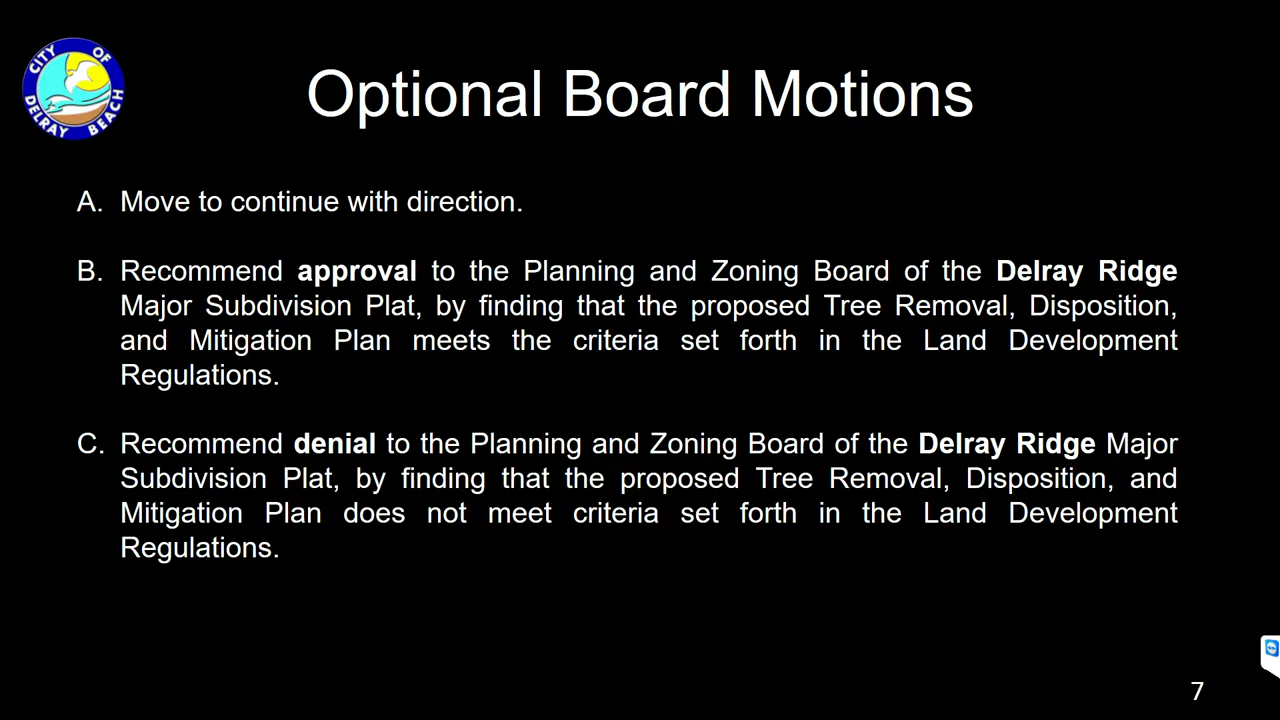 CITY OF
DELRAY BEACH
Optional Board Motions
A. Move to continue with direction.
B. Recommend approval to the Planning and Zoning Board of the Delray Ridge
Major Subdivision Plat, by finding that the proposed Tree Removal, Disposition,
and Mitigation Plan meets the criteria set forth in the Land Development
Regulations.
C. Recommend denial to the Planning and Zoning Board of the Delray Ridge Major
Subdivision Plat, by finding that the proposed Tree Removal, Disposition, and
Mitigation Plan does not meet criteria set forth in the Land Development
Regulations.
7